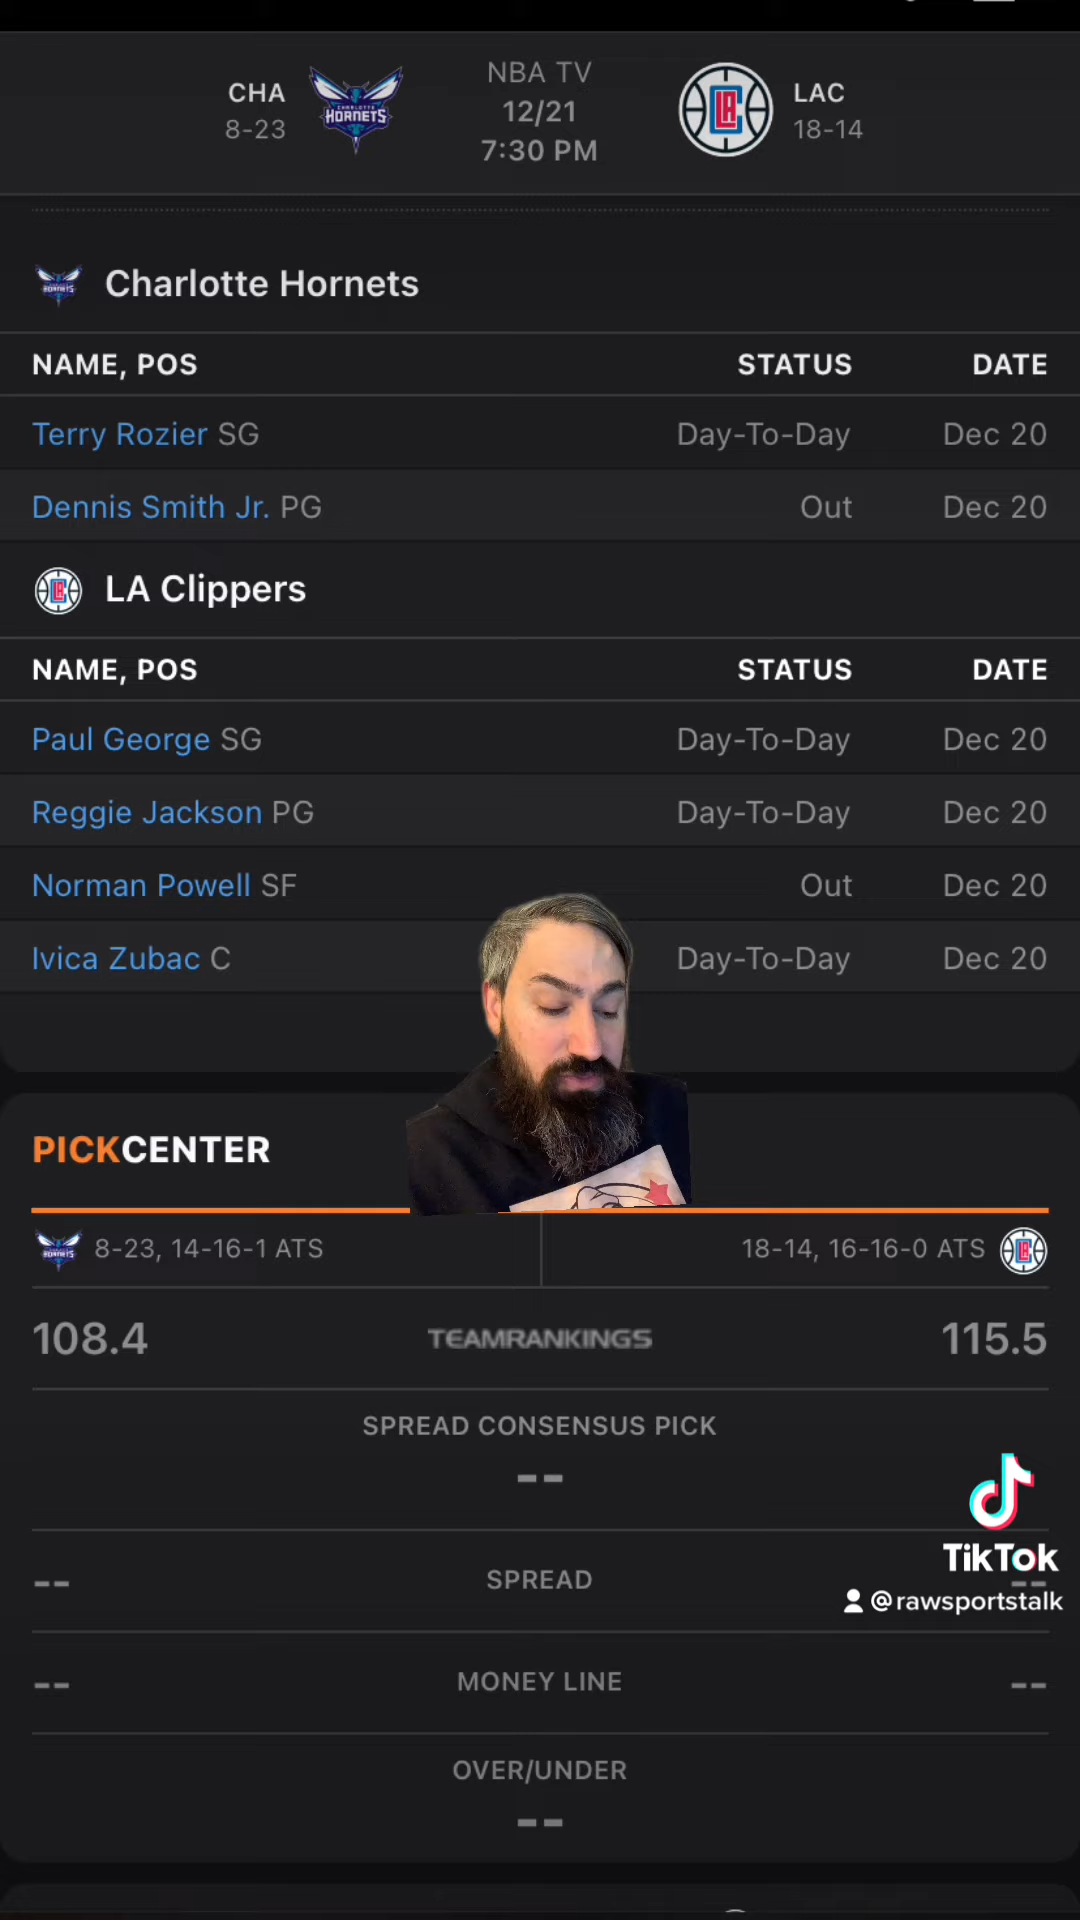 CHA
8-23
CHARLOTTE
HORNETS
NBA TV
12/21
7:30 PM
LAC
18-14
Charlotte Hornets
NAME, POS STATUS DATE
Terry Rozier SG Day-To-Day Dec 20
Dennis Smith Jr. PG Out Dec 20
LA Clippers
NAME, POS STATUS DATE
Paul George SG Day-To-Day Dec 20
Reggie Jackson PG Day-To-Day Dec 20
Norman Powell SF Out Dec 20
Ivica Zubac C Day-To-Day Dec 20
PICKCENTER
8-23, 14-16-1 ATS 18-14, 16-16-0 ATS
108.4 TEAMRANKINGS 115.5
SPREAD CONSENSUS PICK
--
-- SPREAD --
TikTok
@rawsportstalk
-- MONEY LINE --
OVER/UNDER
--